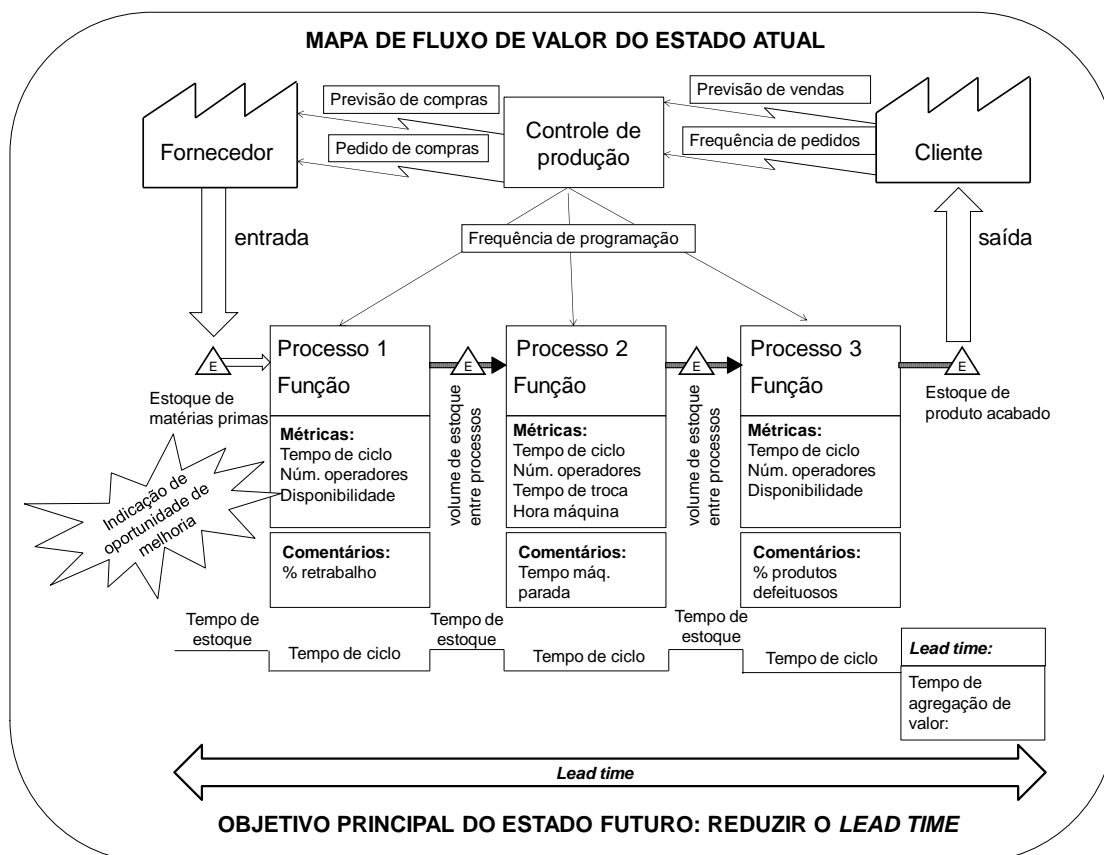 MAPA DE FLUXO DE VALOR DO ESTADO ATUAL
Previsão de compras
Previsão de vendas
Fornecedor
Pedido de compras
Controle de
produção
Frequência de pedidos
Cliente
entrada
Frequência de programação
saída
E
Estoque de
matérias primas
Processo 1
Função
E
volume de estoque
entre processos
Processo 2
Função
E
volume de estoque
entre processos
Processo 3
Função
E
Estoque de
produto acabado
Indicação de
oportunidade de
melhoria
Métricas:
Tempo de ciclo
Núm. operadores
Disponibilidade
Métricas:
Tempo de ciclo
Núm. operadores
Tempo de troca
Hora máquina
Métricas:
Tempo de ciclo
Núm. operadores
Disponibilidade
Comentários:
% retrabalho
Comentários:
Tempo máq.
parada
Comentários:
% produtos
defeituosos
Tempo de
estoque
Tempo de ciclo
Tempo de
estoque
Tempo de ciclo
Tempo de
estoque
Tempo de ciclo
Lead time:
Tempo de
agregação de
valor:
Lead time
OBJETIVO PRINCIPAL DO ESTADO FUTURO: REDUZIR O LEAD TIME